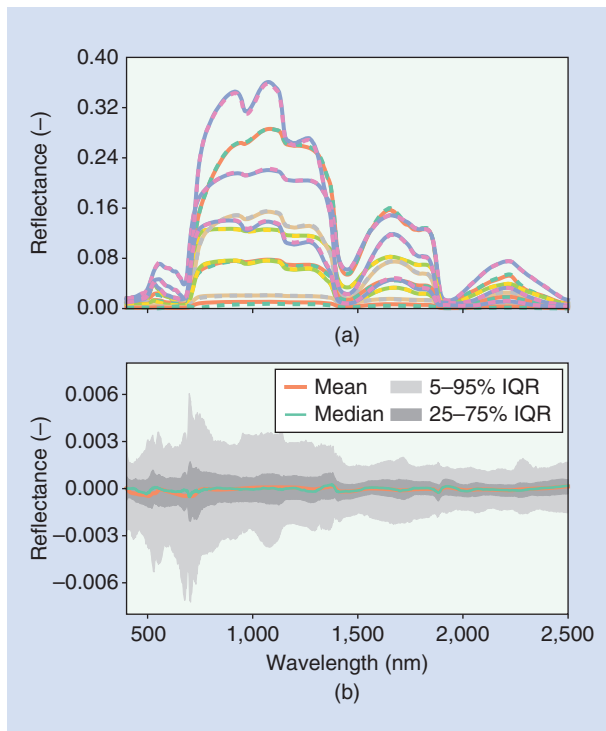 0.40
0.32
0.24
0.16
0.08
0.00
Reflectance (–)
(a)
Mean
5–95% IQR
Median
25–75% IQR
0.006
0.003
0.000
−0.003
−0.006
Reflectance (–)
500
1,000
1,500
2,000
2,500
Wavelength (nm)
(b)